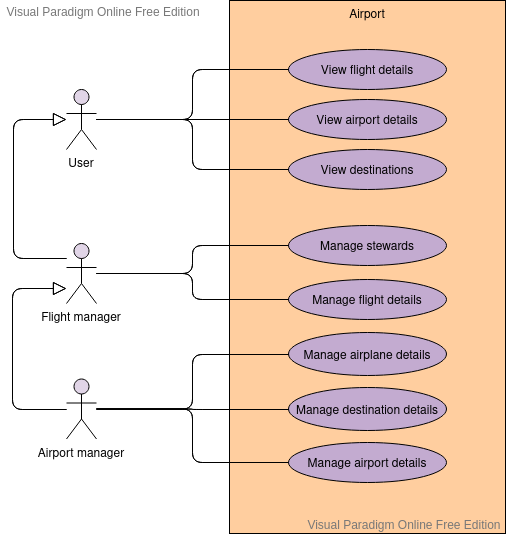 Visual Paradigm Online Free Edition
Airport
View flight details
View airport details
User
View destinations
Manage stewards
Manage flight details
Flight manager
Manage airplane details
Manage destination details
Airport manager
Manage airport details
Visual Paradigm Online Free Edition